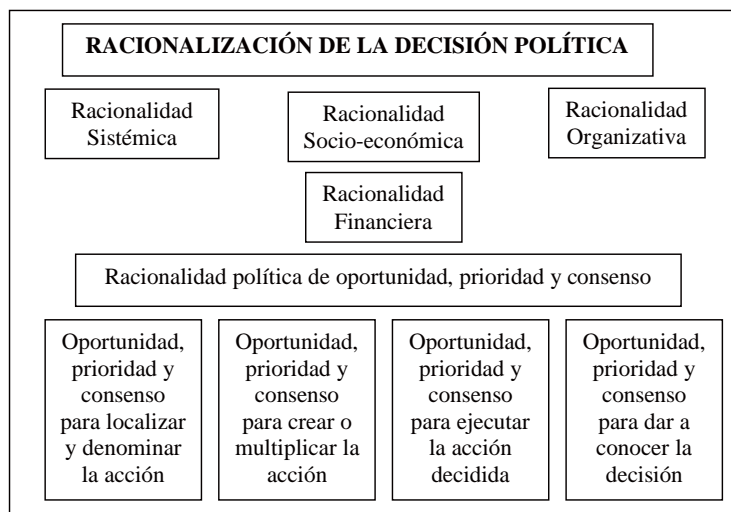 RACIONALIZACIÓN DE LA DECISIÓN POLÍTICA
Racionalidad
Sistémica
Racionalidad
Socio-económica
Racionalidad
Organizativa
Racionalidad
Financiera
Racionalidad política de oportunidad, prioridad y consenso
Oportunidad,
prioridad y
consenso
para localizar
y denominar
la acción
Oportunidad,
prioridad y
consenso
para crear o
multiplicar la
acción
Oportunidad,
prioridad y
consenso
para ejecutar
la acción
decidida
Oportunidad,
prioridad y
consenso
para dar a
conocer la
decisión